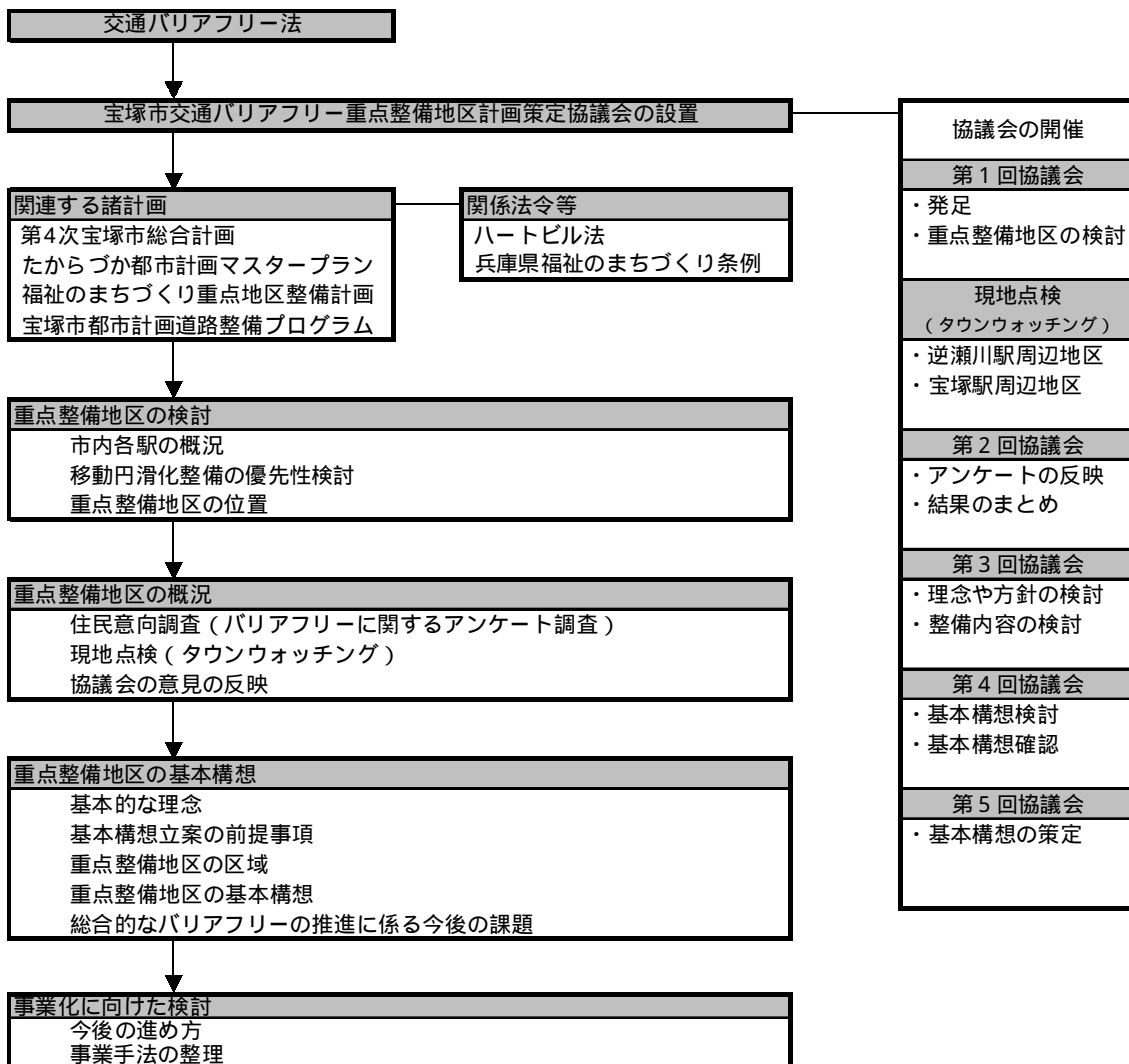 交通バリアフリー法
宝塚市交通バリアフリー重点整備地区計画策定協議会の設置
関連する諸計画
第4次宝塚市総合計画
たからづか都市計画マスタープラン
福祉のまちづくり重点地区整備計画
宝塚市都市計画道路整備プログラム
関係法令等
ハートビル法
兵庫県福祉のまちづくり条例
重点整備地区の検討
市内各駅の概況
移動円滑化整備の優先性検討
重点整備地区の位置
重点整備地区の概況
住民意向調査（バリアフリーに関するアンケート調査）
現地点検（タウンウォッチング）
協議会の意見の反映
重点整備地区の基本構想
基本的な理念
基本構想立案の前提事項
重点整備地区の区域
重点整備地区の基本構想
総合的なバリアフリーの推進に係る今後の課題
事業化に向けた検討
今後の進め方
事業手法の整理
協議会の開催
第１回協議会
・発足
・重点整備地区の検討
現地点検
（タウンウォッチング）
・逆瀬川駅周辺地区
・宝塚駅周辺地区
第２回協議会
・アンケートの反映
・結果のまとめ
第３回協議会
・理念や方針の検討
・整備内容の検討
第４回協議会
・基本構想検討
・基本構想確認
第５回協議会
・基本構想の策定